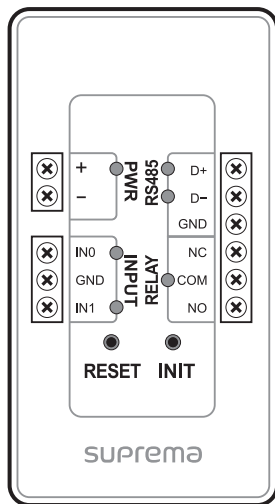 +
−
PWR
IN0
GND
IN1
INPUT
RS485
D+
D−
GND
RELAY
NC
COM
NO
RESET
INIT
suprema